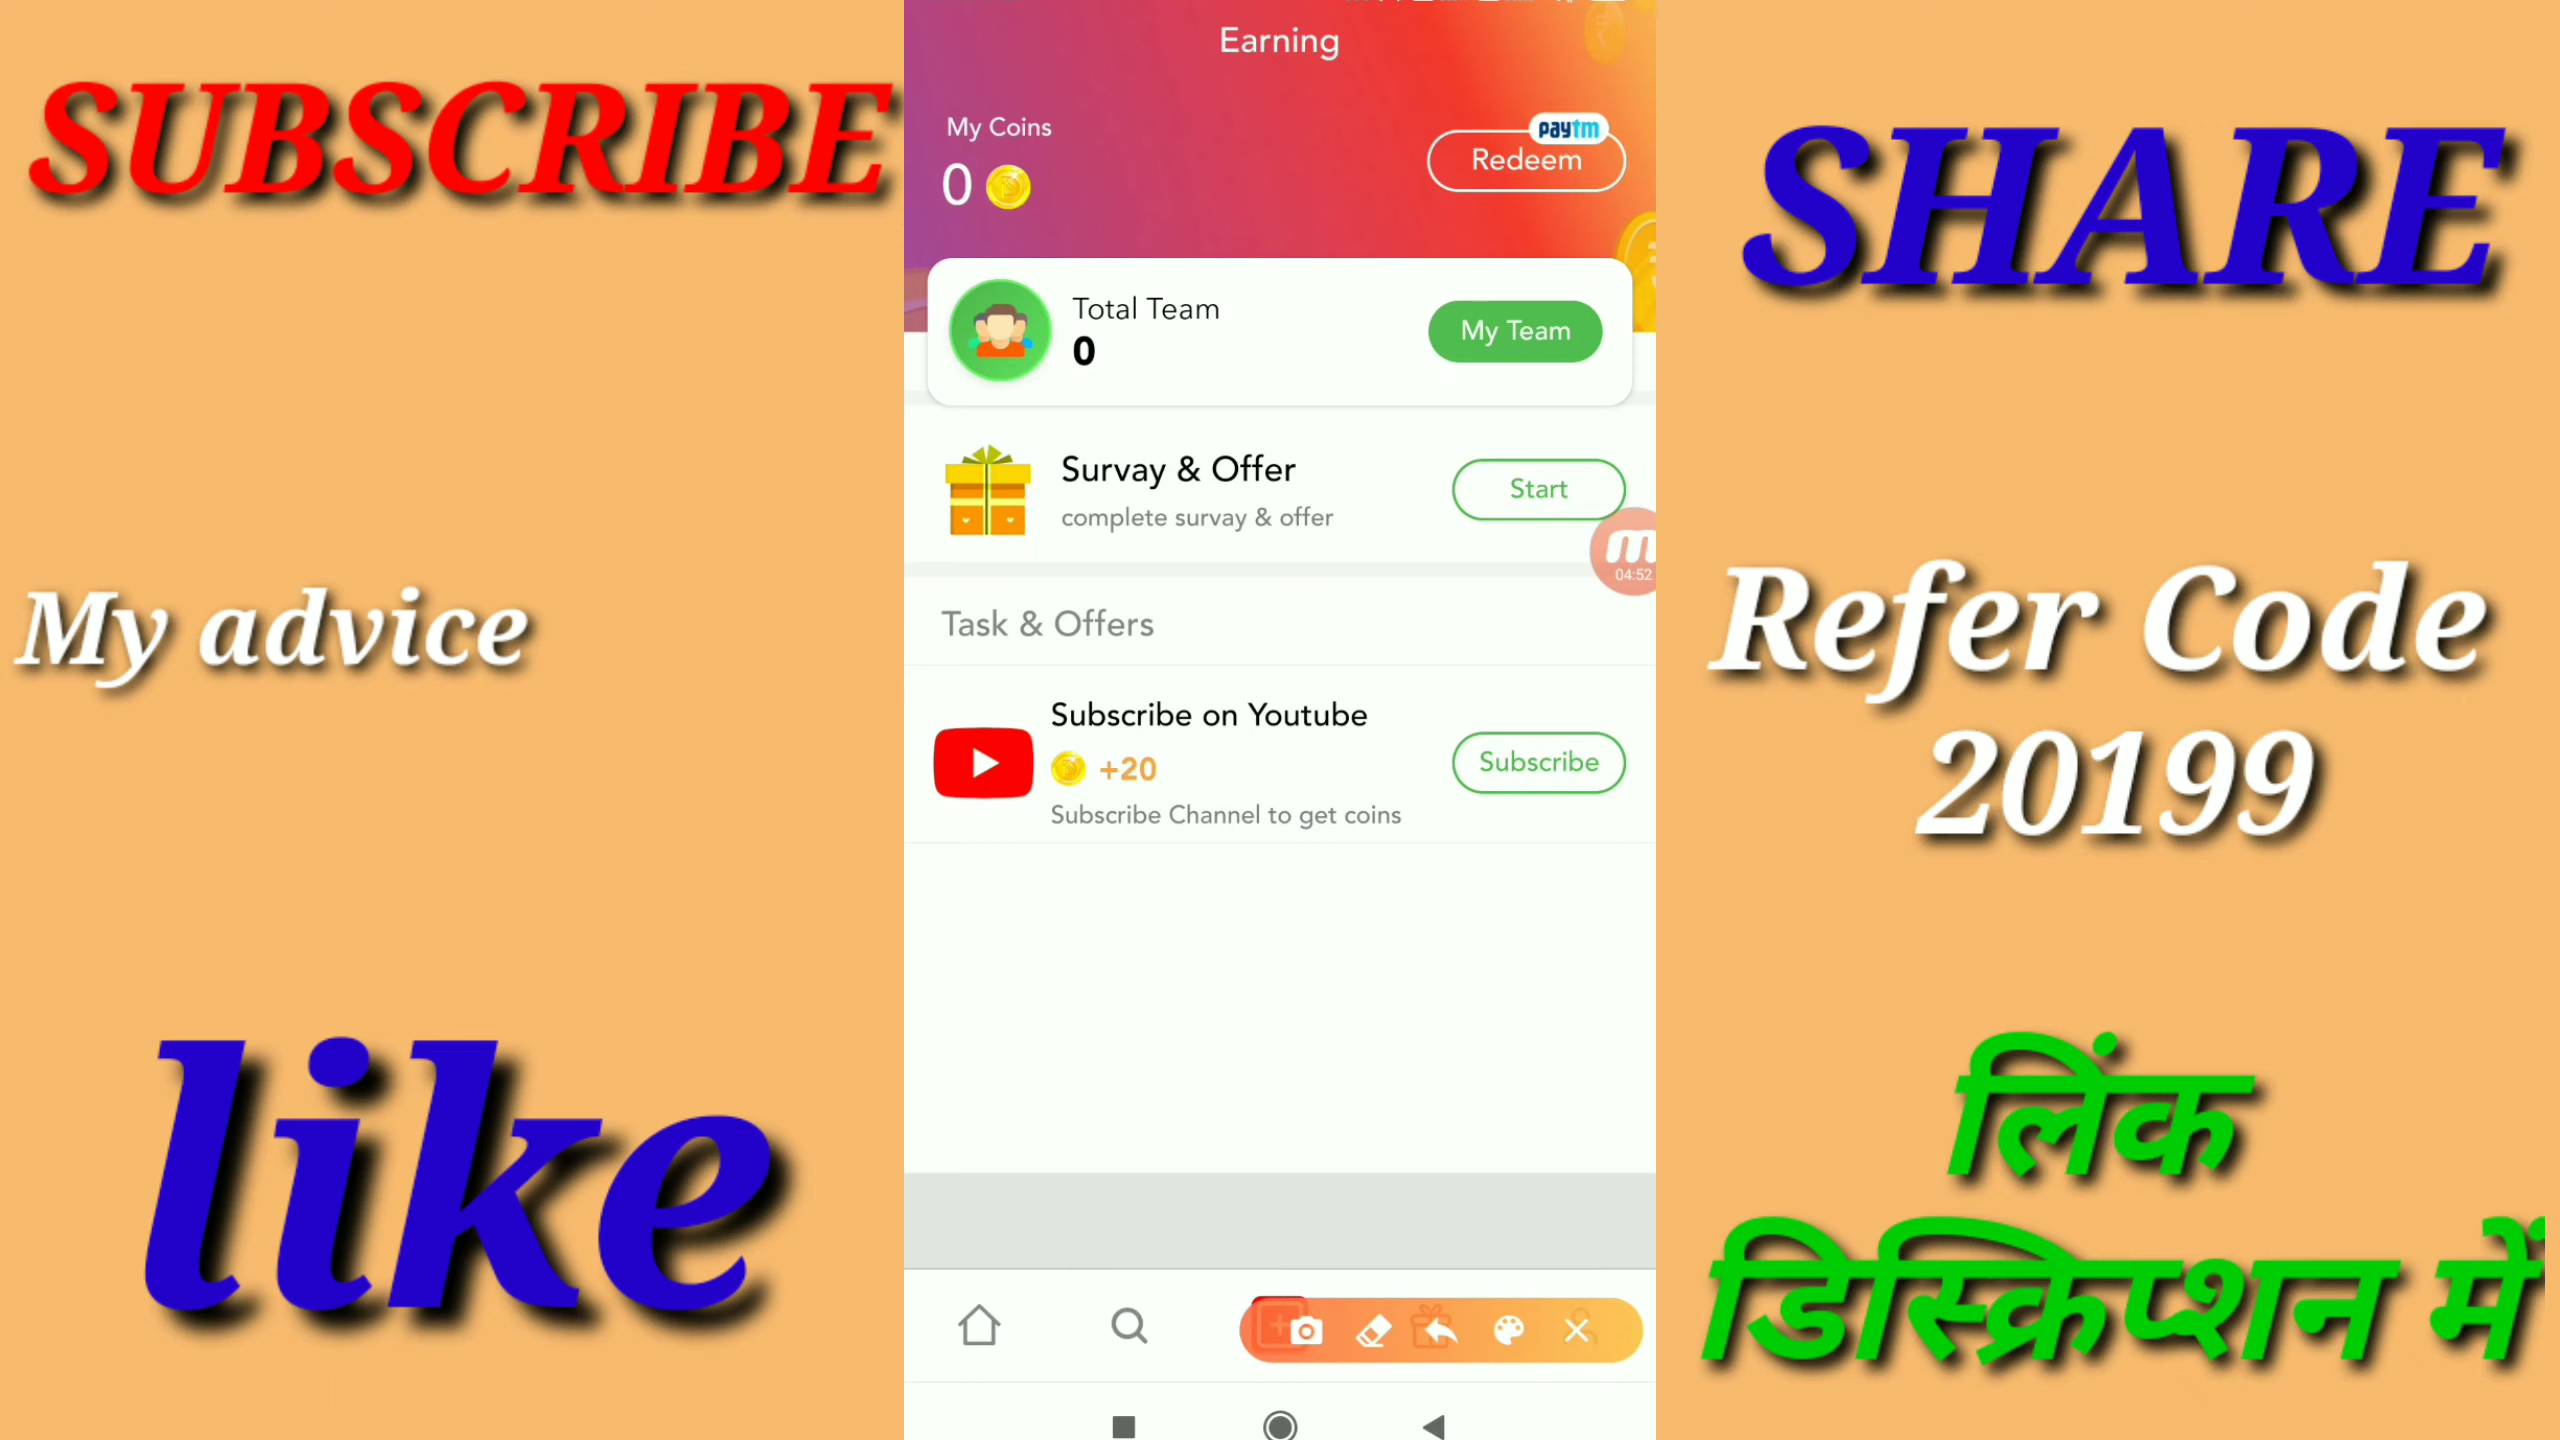 SUBSCRIBE
My advice
like
Earning
My Coins
0
paytm
Redeem
Total Team
0
My Team
Survay & Offer
complete survay & offer
Start
04:52
Task & Offers
Subscribe on Youtube
+20
Subscribe Channel to get coins
Subscribe
SHARE
Refer Code
20199
लिंक
डिस्क्रिप्शन में